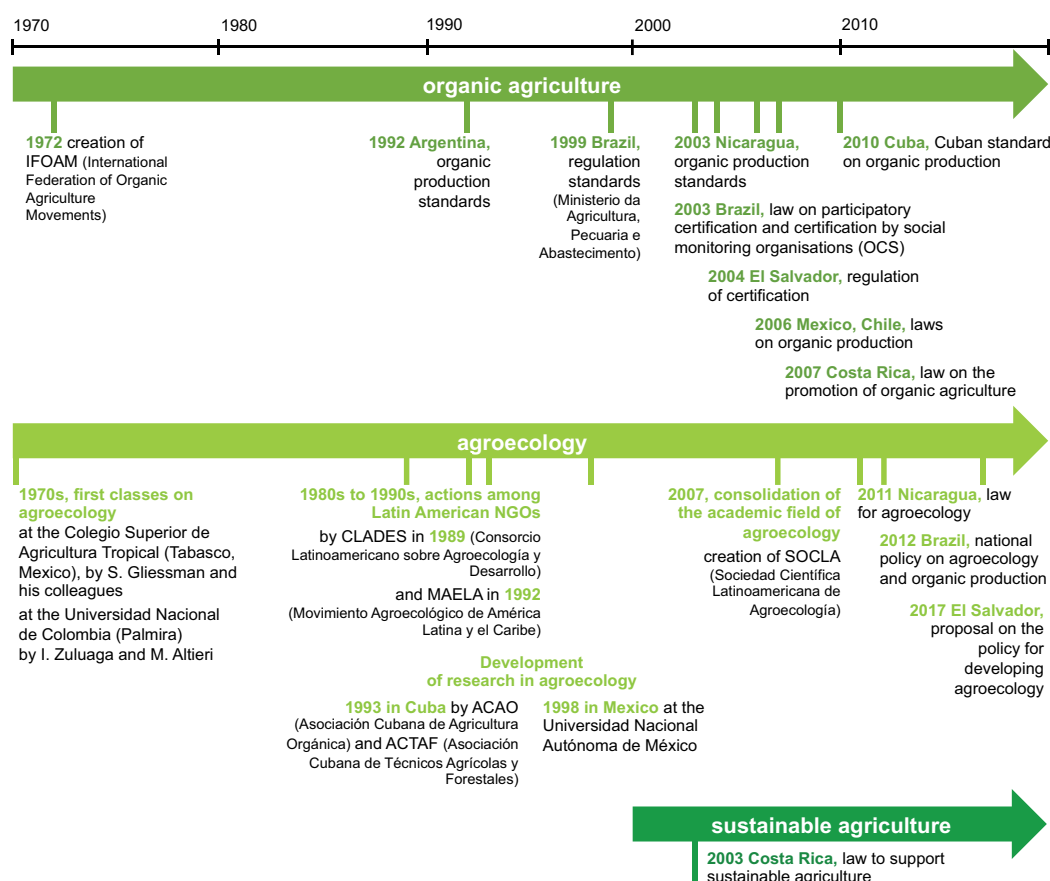 1970 1980 1990 2000 2010
organic agriculture
1972 creation of
IFOAM (International
Federation of Organic
Agriculture
Movements)
1992 Argentina,
organic
production
standards
1999 Brazil,
regulation
standards
(Ministerio da
Agricultura,
Pecuaria e
Abastecimento)
2003 Nicaragua,
organic production
standards
2003 Brazil, law on participatory
certification and certification by social
monitoring organisations (OCS)
2004 El Salvador, regulation
of certification
2006 Mexico, Chile, laws
on organic production
2007 Costa Rica, law on the
promotion of organic agriculture
2010 Cuba, Cuban standard
on organic production
agroecology
1970s, first classes on
agroecology
at the Colegio Superior de
Agricultura Tropical (Tabasco,
Mexico), by S. Gliessman and
his colleagues
at the Universidad Nacional
de Colombia (Palmira)
by I. Zuluaga and M. Altieri
1980s to 1990s, actions among
Latin American NGOs
by CLADES in 1989 (Consorcio
Latinoamericano sobre Agroecología y
Desarrollo)
and MAELA in 1992
(Movimiento Agroecológico de América
Latina y el Caribe)
Development
of research in agroecology
1993 in Cuba by ACAO
(Asociación Cubana de Agricultura
Orgánica) and ACTAF (Asociación
Cubana de Técnicos Agrícolas y
Forestales)
1998 in Mexico at the
Universidad Nacional
Autónoma de México
2007, consolidation of
the academic field of
agroecology
creation of SOCLA
(Sociedad Científica
Latinoamericana de
Agroecología)
2011 Nicaragua, law
for agroecology
2012 Brazil, national
policy on agroecology
and organic production
2017 El Salvador,
proposal on the
policy for
developing
agroecology
sustainable agriculture
2003 Costa Rica, law to support
sustainable agriculture